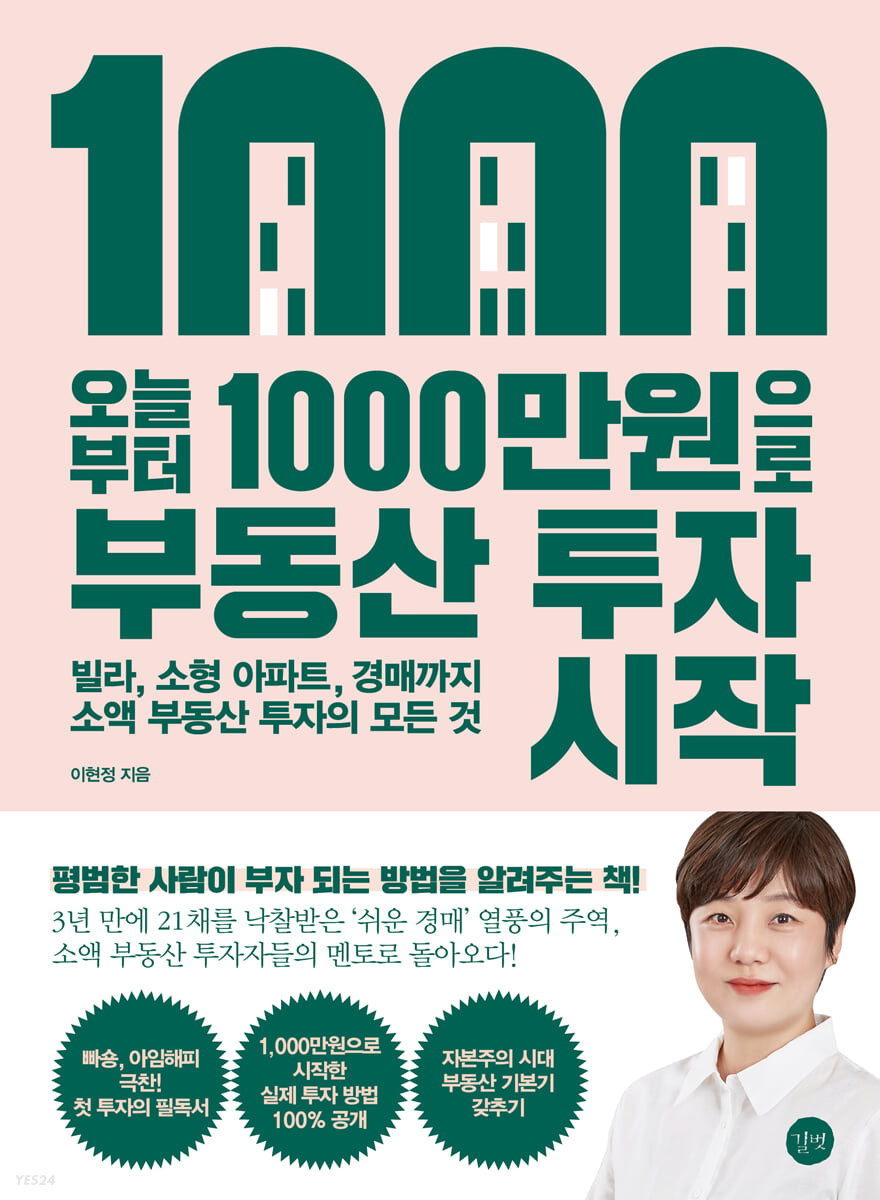 1000
오늘부터 1000만원으로
부동산 투자
시작
빌라, 소형 아파트, 경매까지
소액 부동산 투자의 모든 것
이현정 지음
평범한 사람이 부자 되는 방법을 알려주는 책!
3년 만에 21채를 낙찰받은 ‘쉬운 경매’ 열풍의 주역,
소액 부동산 투자자들의 멘토로 돌아오다!
빠숑, 아임해피
극찬!
첫 투자의 필독서
1,000만원으로
시작한
실제 투자 방법
100% 공개
자본주의 시대
부동산 기본기
갖추기
길벗
YES24